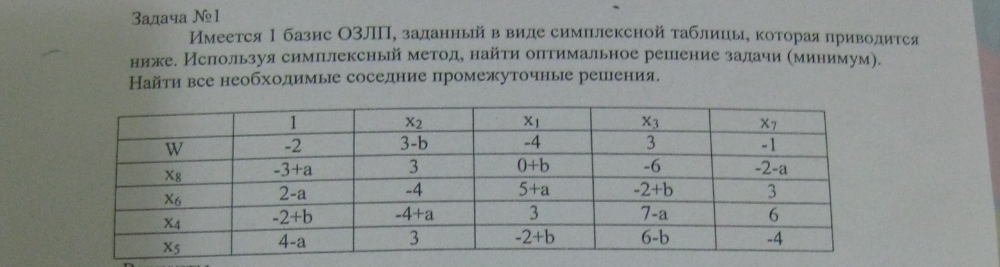 Задача №1
Имеется 1 базис ОЗЛП, заданный в виде симплексной таблицы, которая приводится
ниже. Используя симплексный метод, найти оптимальное решение задачи (минимум).
Найти все необходимые соседние промежуточные решения.
1 x₂ x₁ x₃ x₇
W -2 3-b -4 3 -1
x₈ -3+a 3 0+b -6 -2-a
x₆ 2-a -4 5+a -2+b 3
x₄ -2+b -4+a 3 7-a 6
x₅ 4-a 3 -2+b 6-b -4